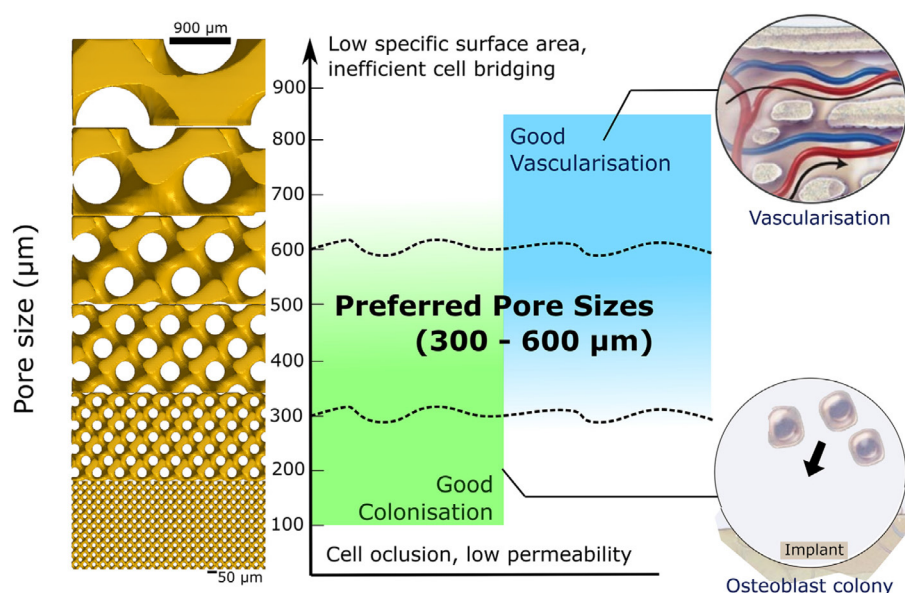 900 µm
Low specific surface area,
inefficient cell bridging
Pore size (µm)
900
800
700
600
500
400
300
200
100
Good
Vascularisation
Vascularisation
Preferred Pore Sizes
(300 - 600 µm)
Good
Colonisation
Cell oclusion, low permeability
50 µm
Implant
Osteoblast colony